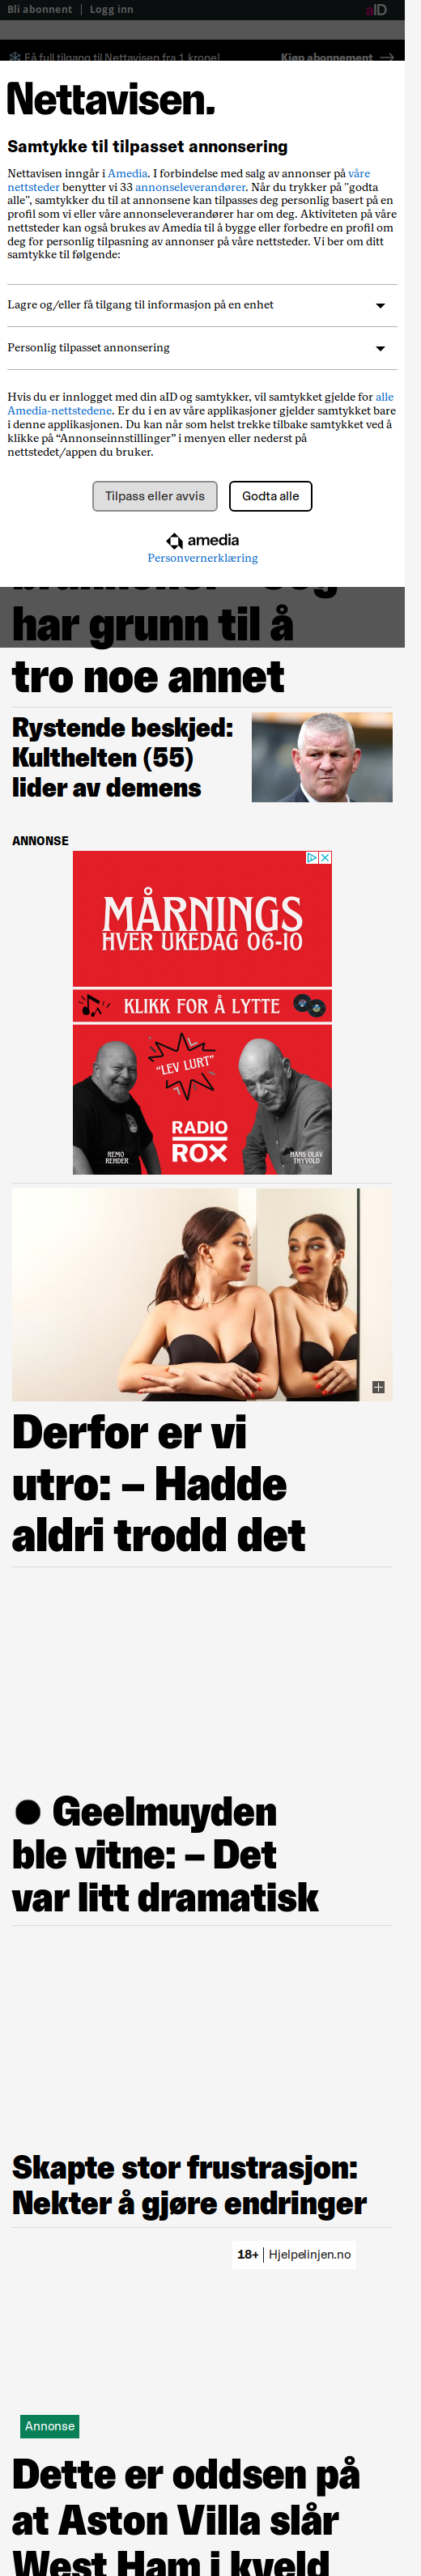 Bli abonnent | Logg inn aID
Få full tilgang til Nettavisen fra 1 krone! Kjøp abonnement
Nettavisen.
Samtykke til tilpasset annonsering
Nettavisen inngår i Amedia. I forbindelse med salg av annonser på våre
nettsteder benytter vi 33 annonseleverandører. Når du trykker på "godta
alle", samtykker du til at annonsene kan tilpasses deg personlig basert på en
profil som vi eller våre annonseleverandører har om deg. Aktiviteten på våre
nettsteder kan også brukes av Amedia til å bygge eller forbedre en profil om
deg for personlig tilpasning av annonser på våre nettsteder. Vi ber om ditt
samtykke til følgende:
Lagre og/eller få tilgang til informasjon på en enhet
Personlig tilpasset annonsering
Hvis du er innlogget med din aID og samtykker, vil samtykket gjelde for alle
Amedia-nettstedene. Er du i en av våre applikasjoner gjelder samtykket bare
i denne applikasjonen. Du kan når som helst trekke tilbake samtykket ved å
klikke på “Annonseinnstillinger” i menyen eller nederst på
nettstedet/appen du bruker.
Tilpass eller avvis Godta alle
amedia
Personvernerklæring
har grunn til å
tro noe annet
Rystende beskjed:
Kulthelten (55)
lider av demens
ANNONSE
MÅRNINGS
HVER UKEDAG 06-10
KLIKK FOR Å LYTTE
"LEV LURT"
RADIO
ROX
REMO
REHDER
HANS OLAV
THYVOLD
Derfor er vi
utro: – Hadde
aldri trodd det
● Geelmuyden
ble vitne: – Det
var litt dramatisk
Skapte stor frustrasjon:
Nekter å gjøre endringer
18+ | Hjelpelinjen.no
Annonse
Dette er oddsen på
at Aston Villa slår
West Ham i kveld